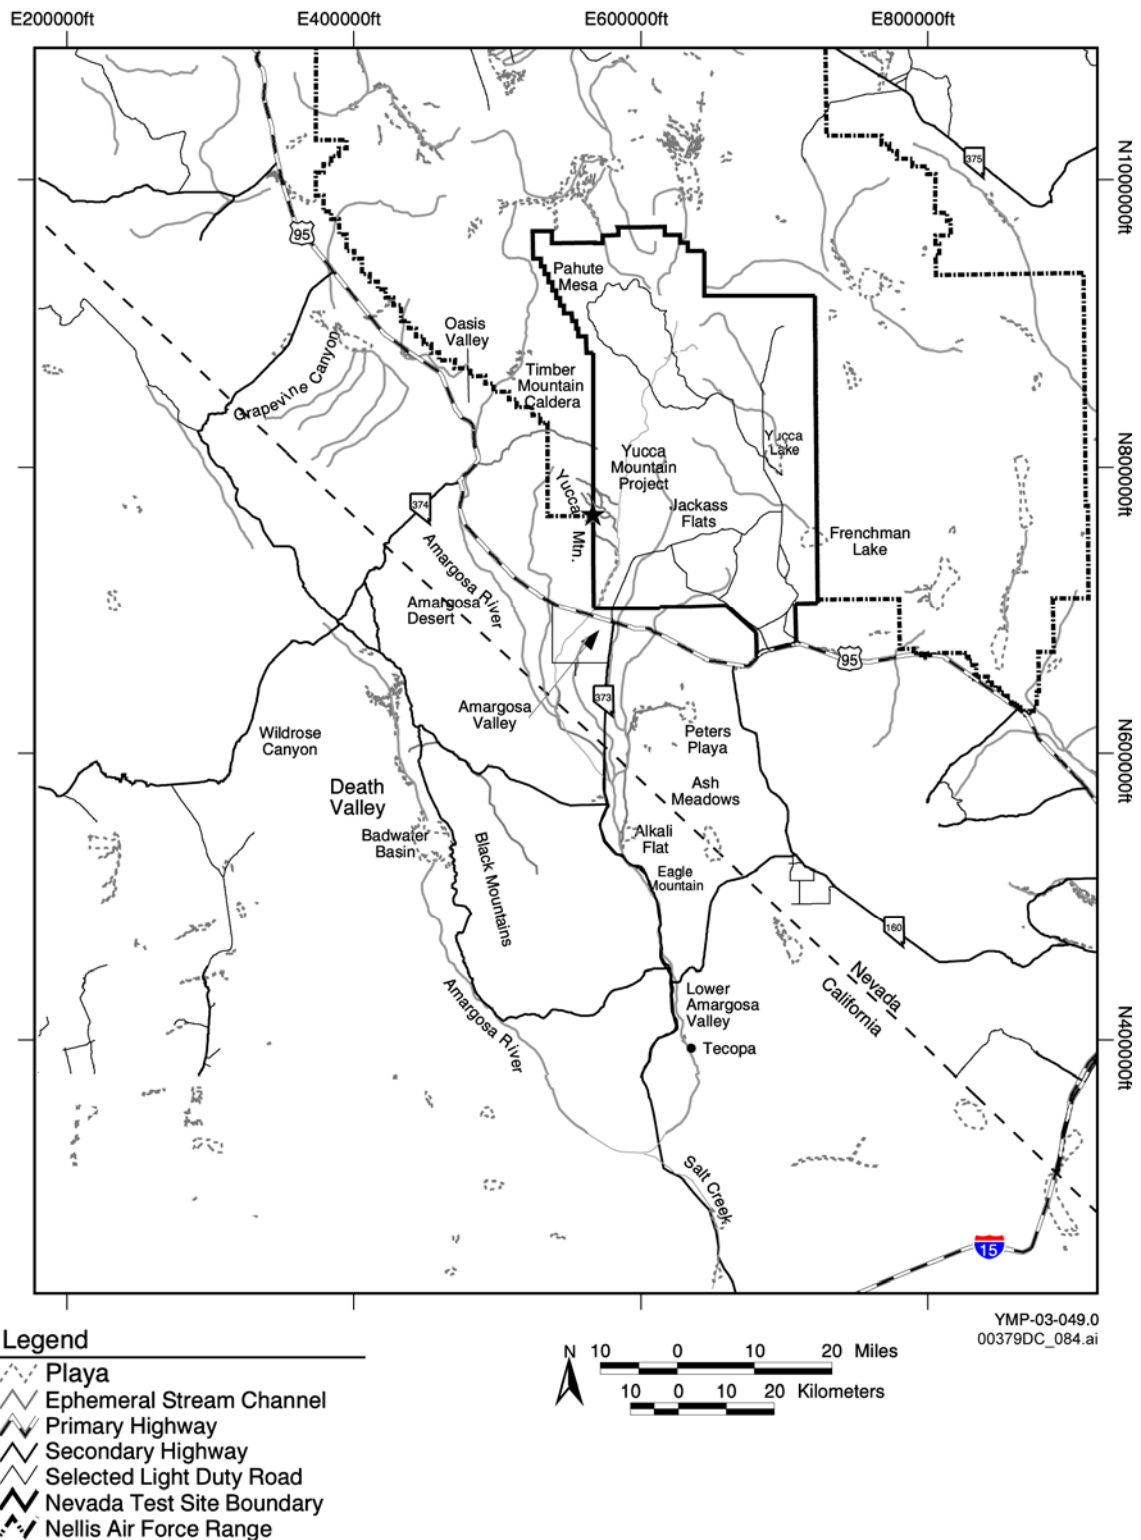 E200000ft E400000ft E600000ft E800000ft
N1000000ft
N800000ft
N600000ft
N400000ft
375
95
Pahute
Mesa
Oasis
Valley
Grapevine Canyon
Timber
Mountain
Caldera
Yucca
Lake
Yucca
Mountain
Project
Yucca Mtn.
374
Jackass
Flats
Frenchman
Lake
Amargosa River
Amargosa
Desert
95
373
Amargosa
Valley
Wildrose
Canyon
Peters
Playa
Death
Valley
Ash
Meadows
Badwater
Basin
Alkali
Flat
Black Mountains
Eagle
Mountain
160
Nevada
California
Amargosa River
Lower
Amargosa
Valley
Tecopa
Salt Creek
15
YMP-03-049.0
00379DC_084.ai
Legend
Playa
Ephemeral Stream Channel
Primary Highway
Secondary Highway
Selected Light Duty Road
Nevada Test Site Boundary
Nellis Air Force Range
N
10 0 10 20 Miles
10 0 10 20 Kilometers